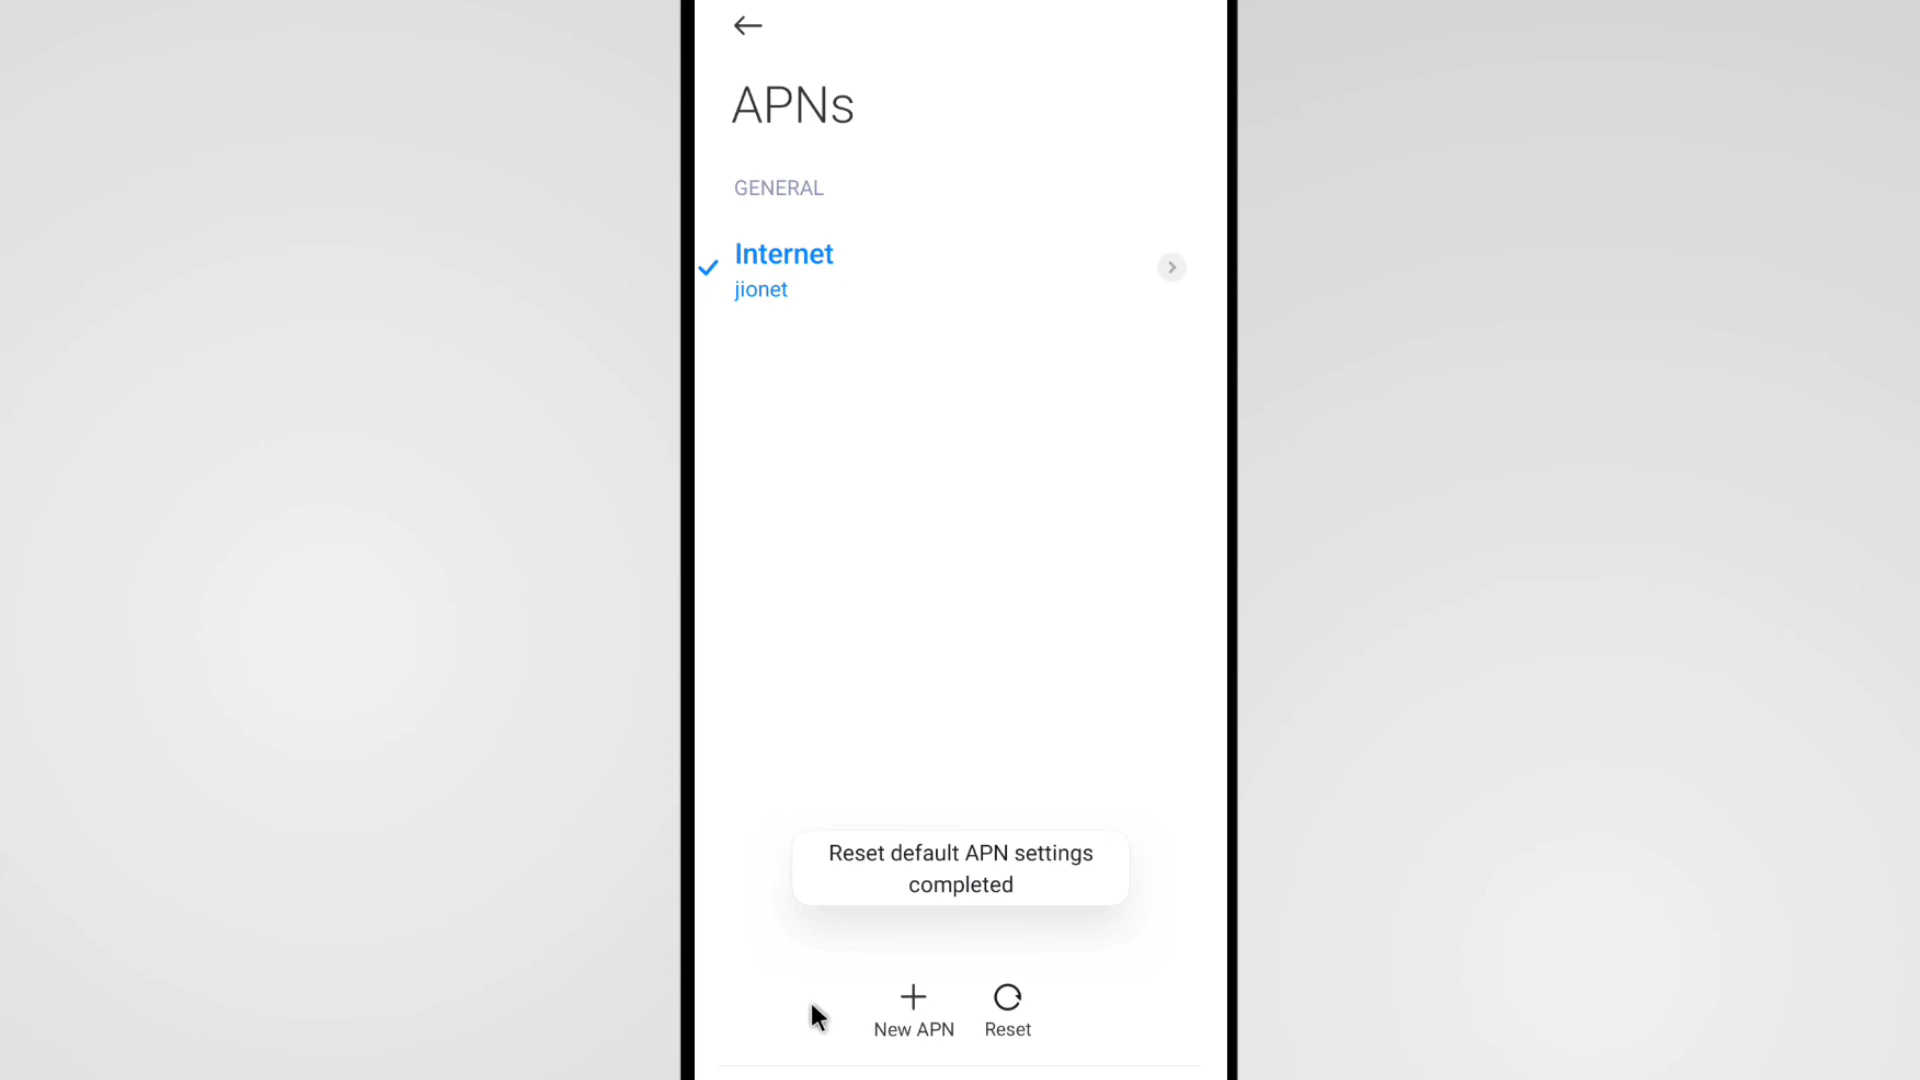 APNs
GENERAL
Internet
jionet
Reset default APN settings
completed
New APN
Reset